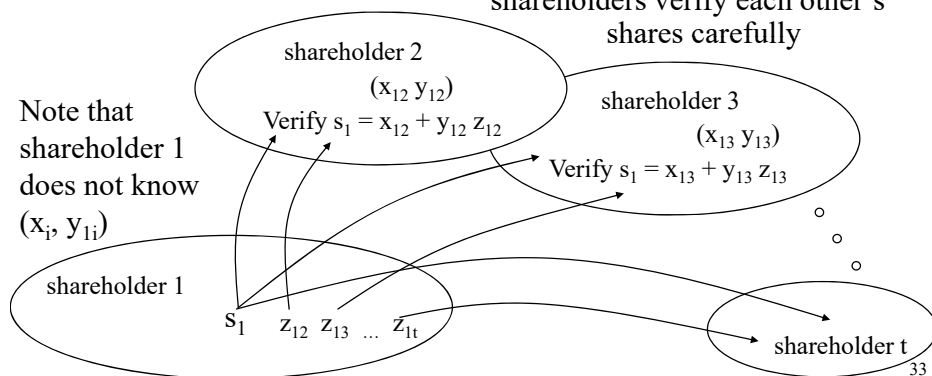 shareholders verify each other's
shares carefully
shareholder 2
(x₁₂ y₁₂)
Verify s₁ = x₁₂ + y₁₂ z₁₂
shareholder 3
(x₁₃ y₁₃)
Verify s₁ = x₁₃ + y₁₃ z₁₃
Note that
shareholder 1
does not know
(xᵢ, y₁ᵢ)
shareholder 1
s₁ z₁₂ z₁₃ ... z₁ₜ
shareholder t
33